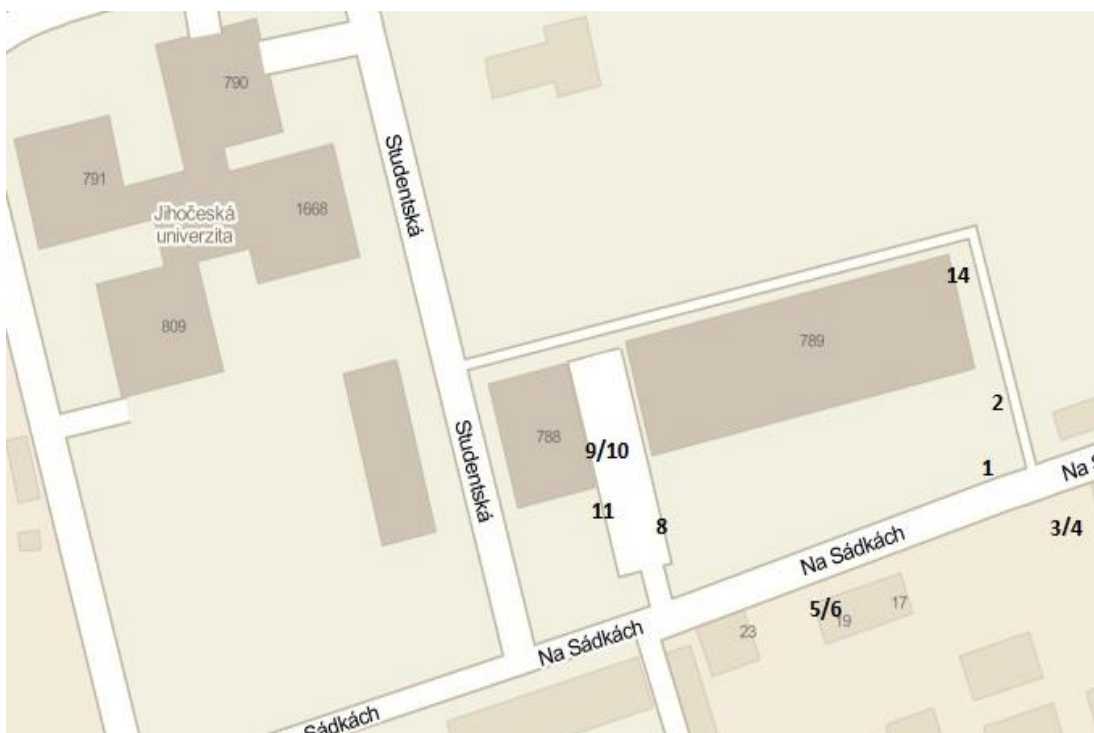 790
Studentská
791
1668
Jihočeská
univerzita
14
809
789
2
788
9/10
Studentská
1
Na S
11
8
3/4
Na Sádkách
5/6
17
19
23
Na Sádkách
Sádkách